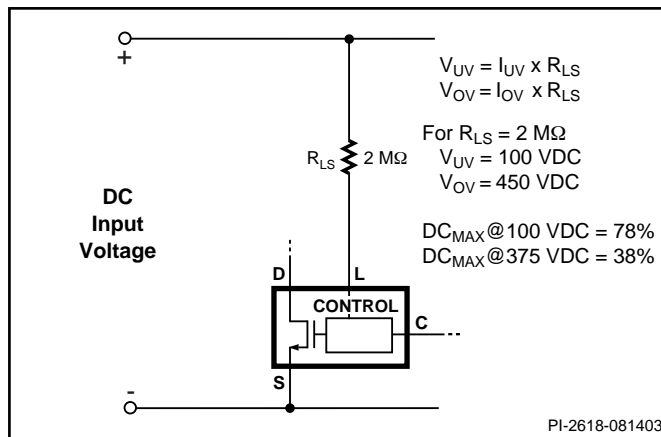 +
V_UV = I_UV x R_LS
V_OV = I_OV x R_LS
For R_LS = 2 MΩ
V_UV = 100 VDC
V_OV = 450 VDC
R_LS 2 MΩ
DC
Input
Voltage
DC_MAX@100 VDC = 78%
DC_MAX@375 VDC = 38%
D L
CONTROL
C
S
-
PI-2618-081403